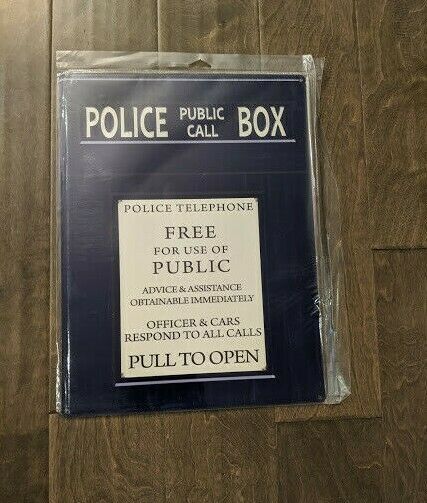 POLICE PUBLIC CALL BOX
POLICE TELEPHONE
FREE
FOR USE OF
PUBLIC
ADVICE & ASSISTANCE
OBTAINABLE IMMEDIATELY
OFFICER & CARS
RESPOND TO ALL CALLS
PULL TO OPEN